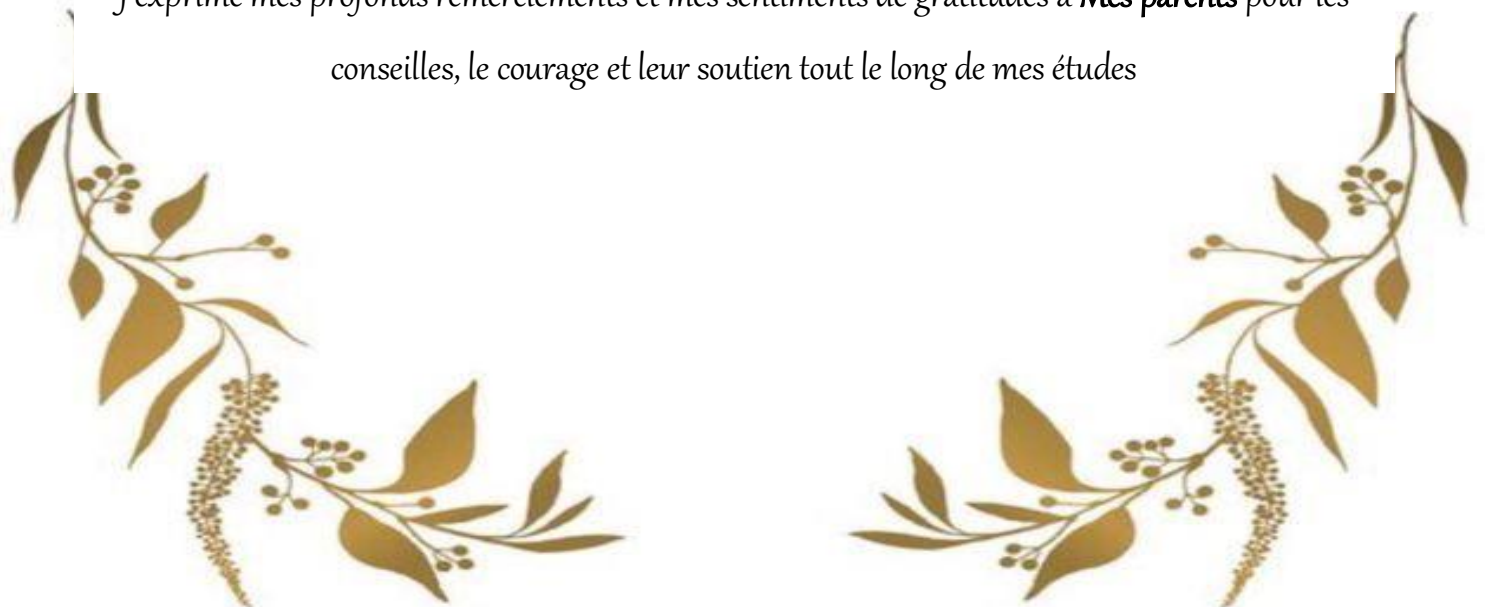 J'exprime mes profonds remerciements et mes sentiments de gratitudes à Mes parents pour les
conseilles, le courage et leur soutien tout le long de mes études